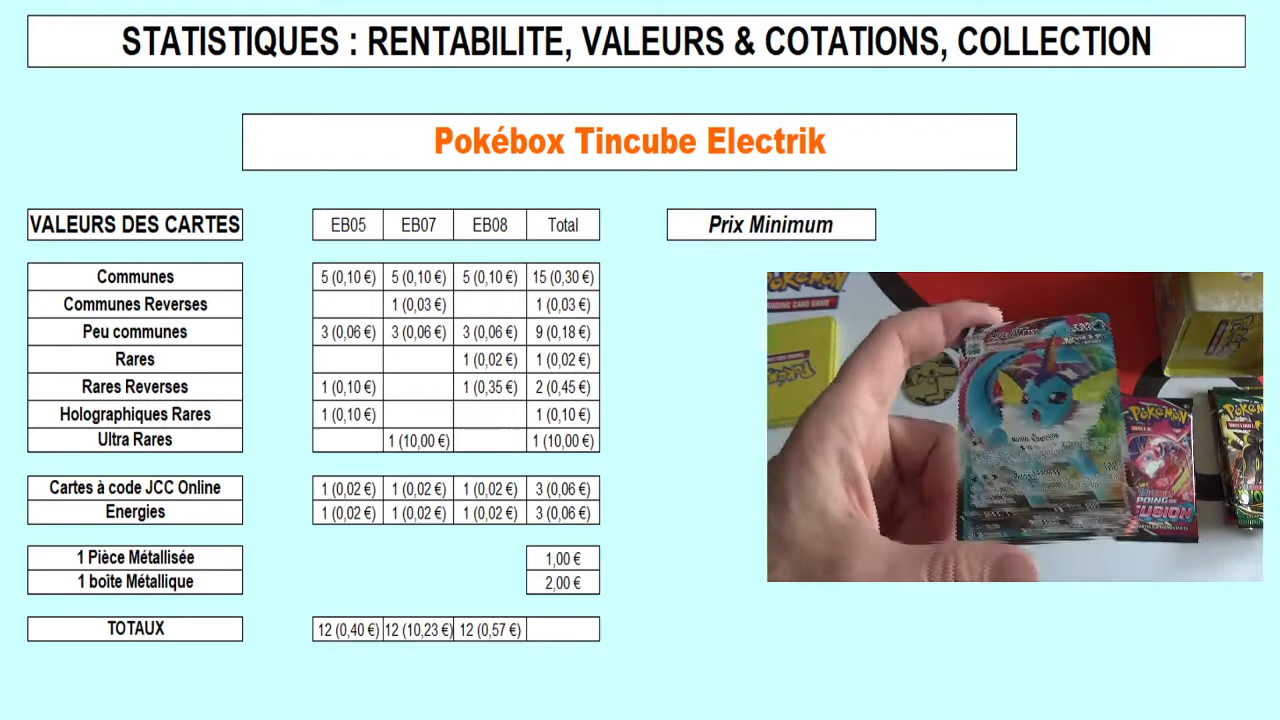 STATISTIQUES : RENTABILITE, VALEURS & COTATIONS, COLLECTION
Pokébox Tincube Electrik
VALEURS DES CARTES EB05 EB07 EB08 Total Prix Minimum
Communes 5 (0,10 €) 5 (0,10 €) 5 (0,10 €) 15 (0,30 €)
Communes Reverses 1 (0,03 €) 1 (0,03 €)
Peu communes 3 (0,06 €) 3 (0,06 €) 3 (0,06 €) 9 (0,18 €)
Rares 1 (0,02 €) 1 (0,02 €)
Rares Reverses 1 (0,10 €) 1 (0,35 €) 2 (0,45 €)
Holographiques Rares 1 (0,10 €) 1 (0,10 €)
Ultra Rares 1 (10,00 €) 1 (10,00 €)
Cartes à code JCC Online 1 (0,02 €) 1 (0,02 €) 1 (0,02 €) 3 (0,06 €)
Energies 1 (0,02 €) 1 (0,02 €) 1 (0,02 €) 3 (0,06 €)
1 Pièce Métallisée 1,00 €
1 boîte Métallique 2,00 €
TOTAUX 12 (0,40 €) 12 (10,23 €) 12 (0,57 €)
TRADING CARD GAME
POKÉMON
POING DE
FUSION